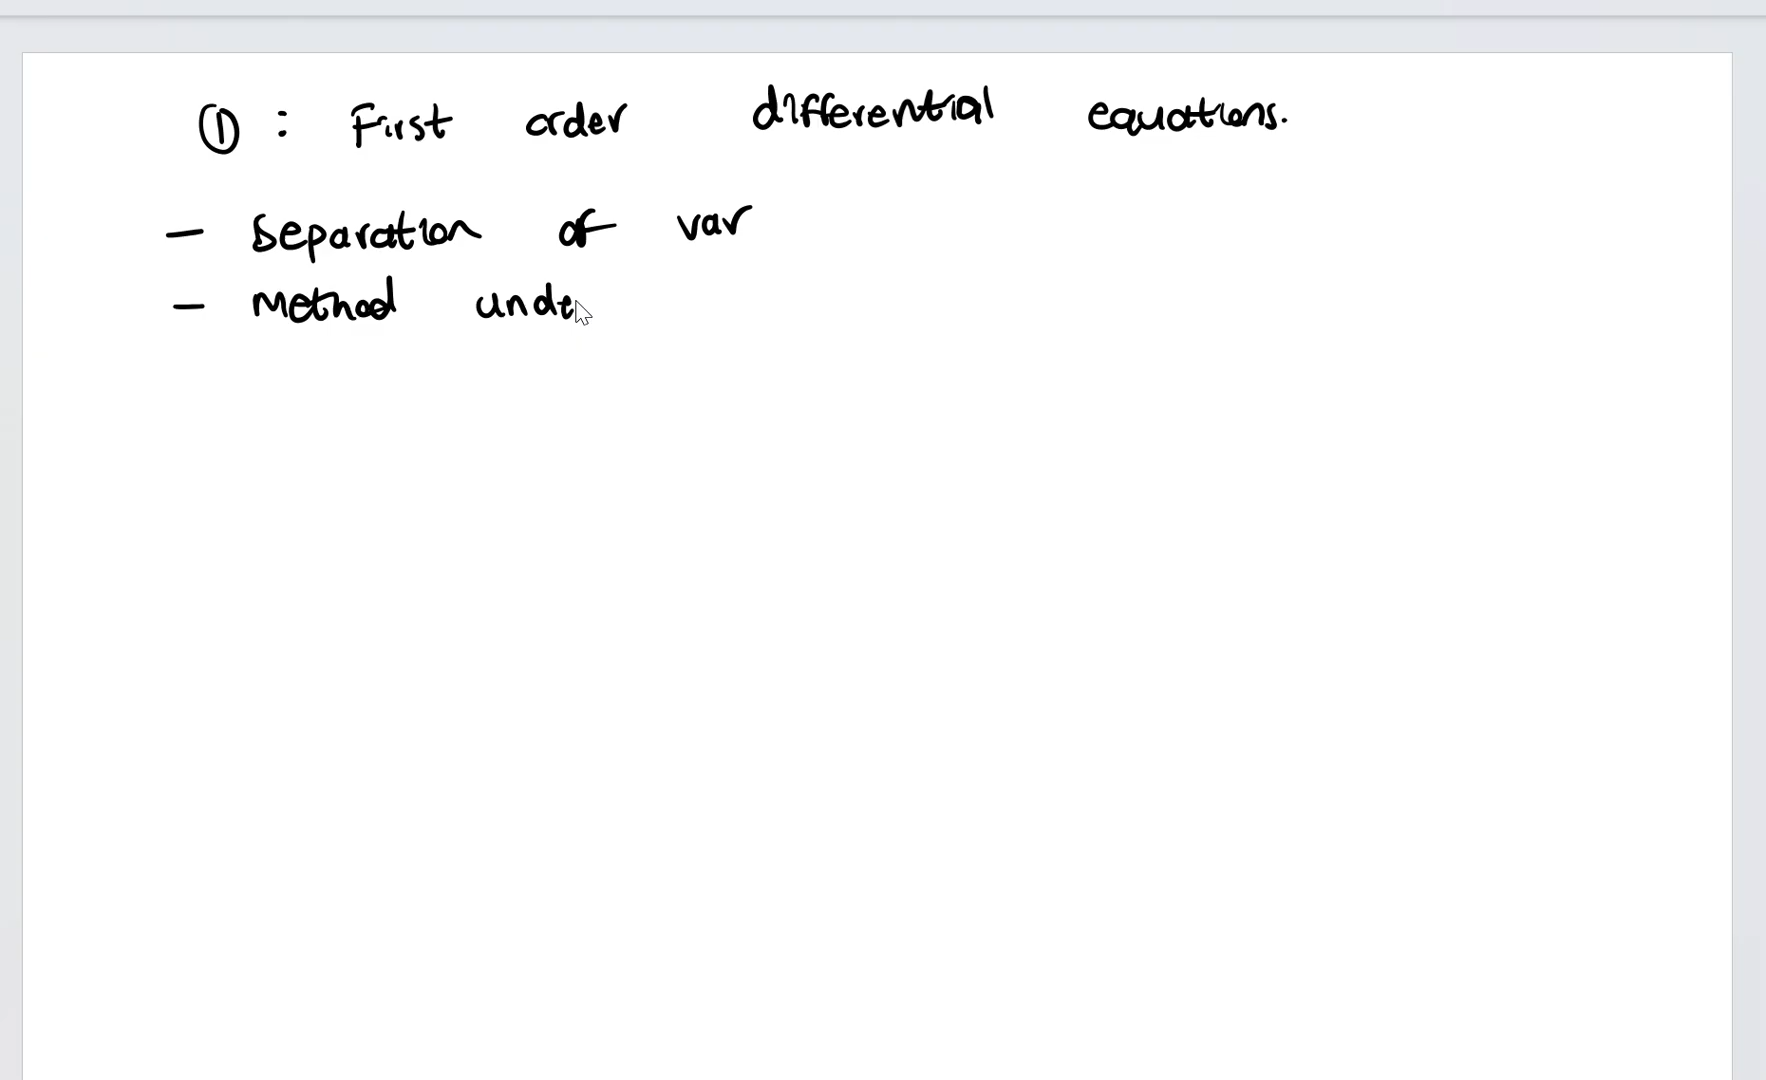 ① : First order differential equations.
- Separation of var
- Method unde